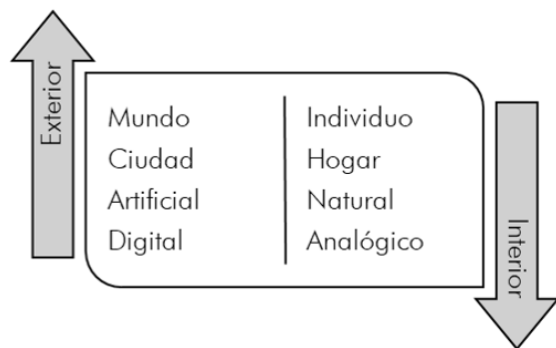 Exterior
Mundo
Ciudad
Artificial
Digital
Individuo
Hogar
Natural
Analógico
Interior